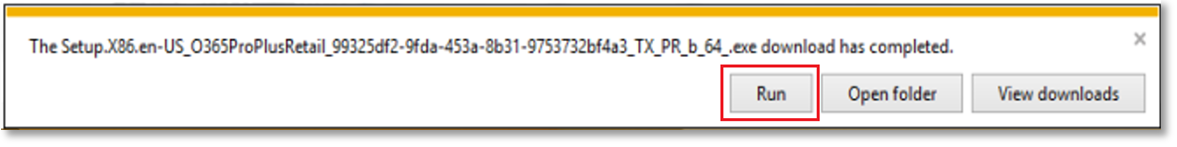 The Setup.X86.en-US_O365ProPlusRetail_99325df2-9fda-453a-8b31-9753732bf4a3_TX_PR_b_64_.exe download has completed.
Run Open folder View downloads